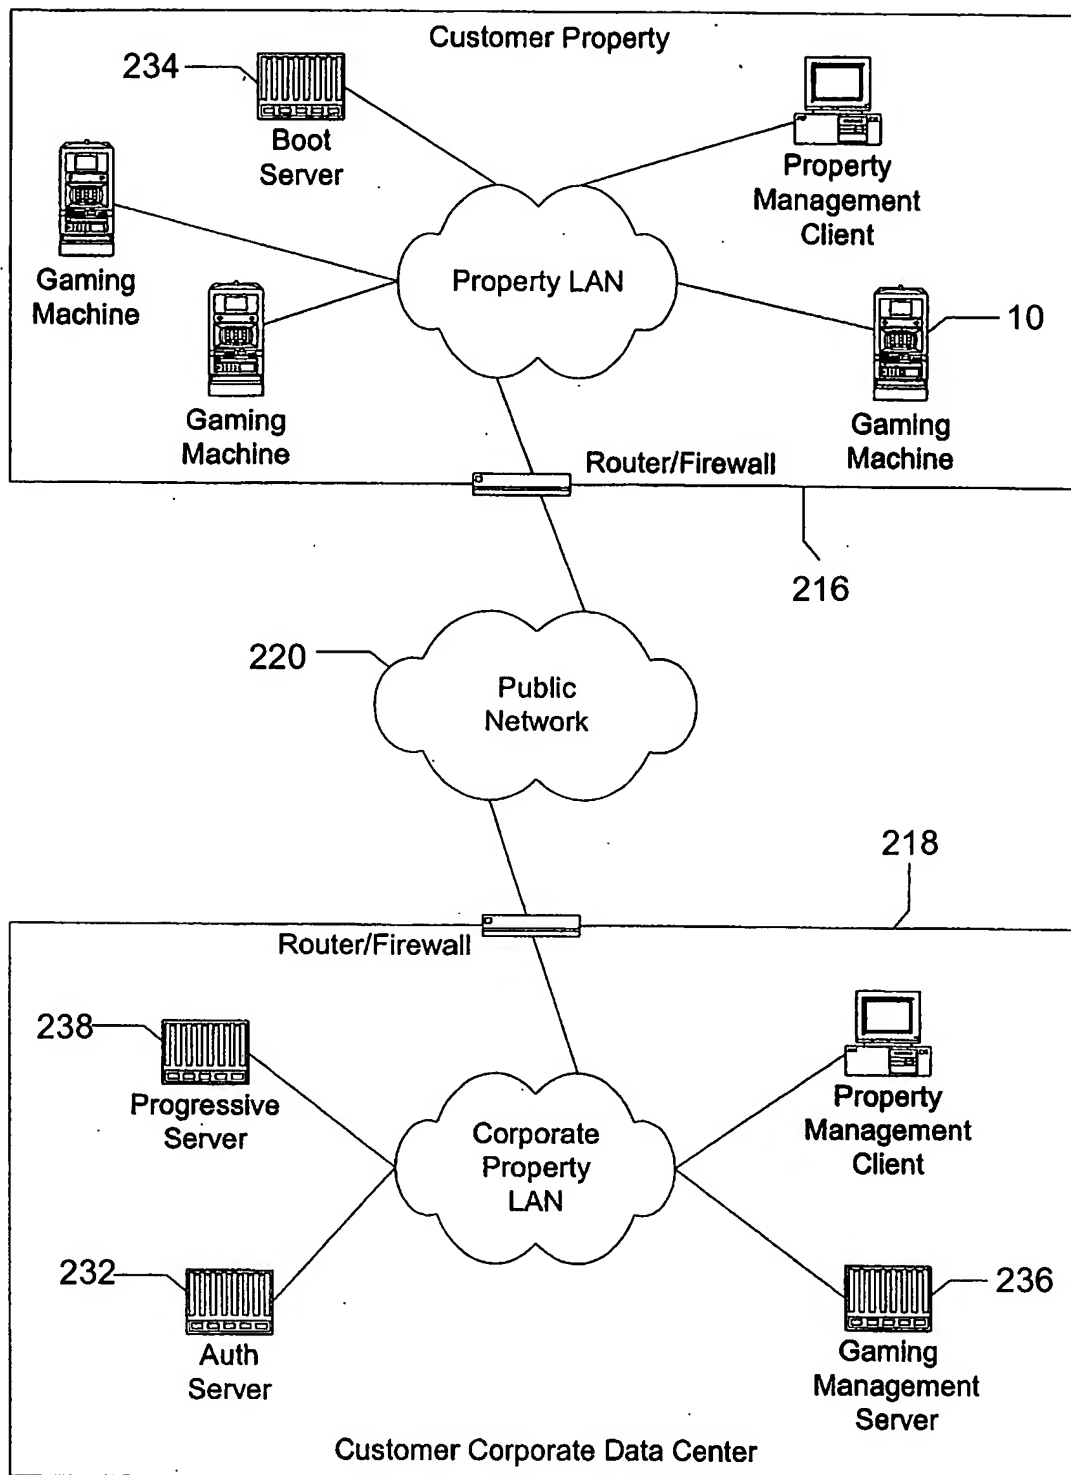 Customer Property
234
Boot
Server
Property
Management
Client
Gaming
Machine
Property LAN
10
Gaming
Machine
Gaming
Machine
Router/Firewall
216
220
Public
Network
218
Router/Firewall
238
Progressive
Server
Corporate
Property
LAN
Property
Management
Client
232
Auth
Server
236
Gaming
Management
Server
Customer Corporate Data Center